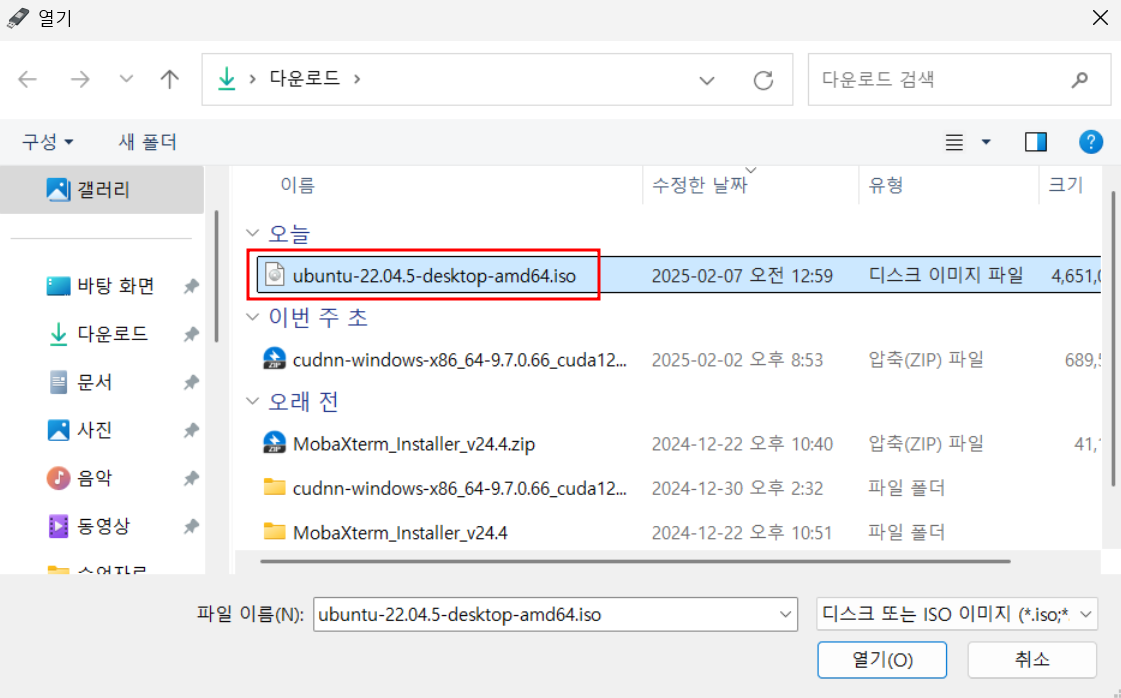 열기
다운로드
다운로드 검색
구성 새 폴더
갤러리
이름 수정한 날짜 유형 크기
오늘
ubuntu-22.04.5-desktop-amd64.iso 2025-02-07 오전 12:59 디스크 이미지 파일 4,651,
바탕 화면
이번 주 초
다운로드
cudnn-windows-x86_64-9.7.0.66_cuda12... 2025-02-02 오후 8:53 압축(ZIP) 파일 689,
문서
오래 전
사진
MobaXterm_Installer_v24.4.zip 2024-12-22 오후 10:40 압축(ZIP) 파일 41,
음악
cudnn-windows-x86_64-9.7.0.66_cuda12... 2024-12-30 오후 2:32 파일 폴더
동영상
MobaXterm_Installer_v24.4 2024-12-22 오후 10:51 파일 폴더
파일 이름(N): ubuntu-22.04.5-desktop-amd64.iso 디스크 또는 ISO 이미지 (*.iso;*
열기(O) 취소